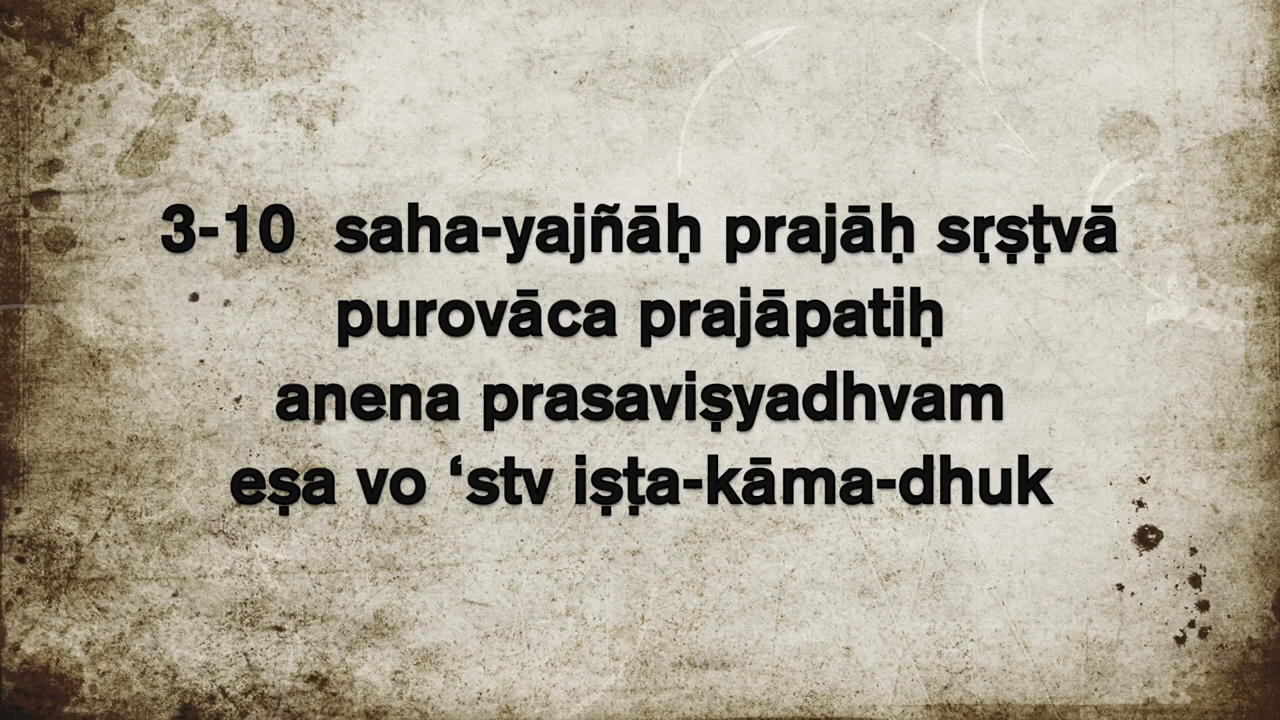 3-10 saha-yajñāḥ prajāḥ sṛṣṭvā
purovāca prajāpatiḥ
anena prasaviṣyadhvam
eṣa vo ‘stv iṣṭa-kāma-dhuk